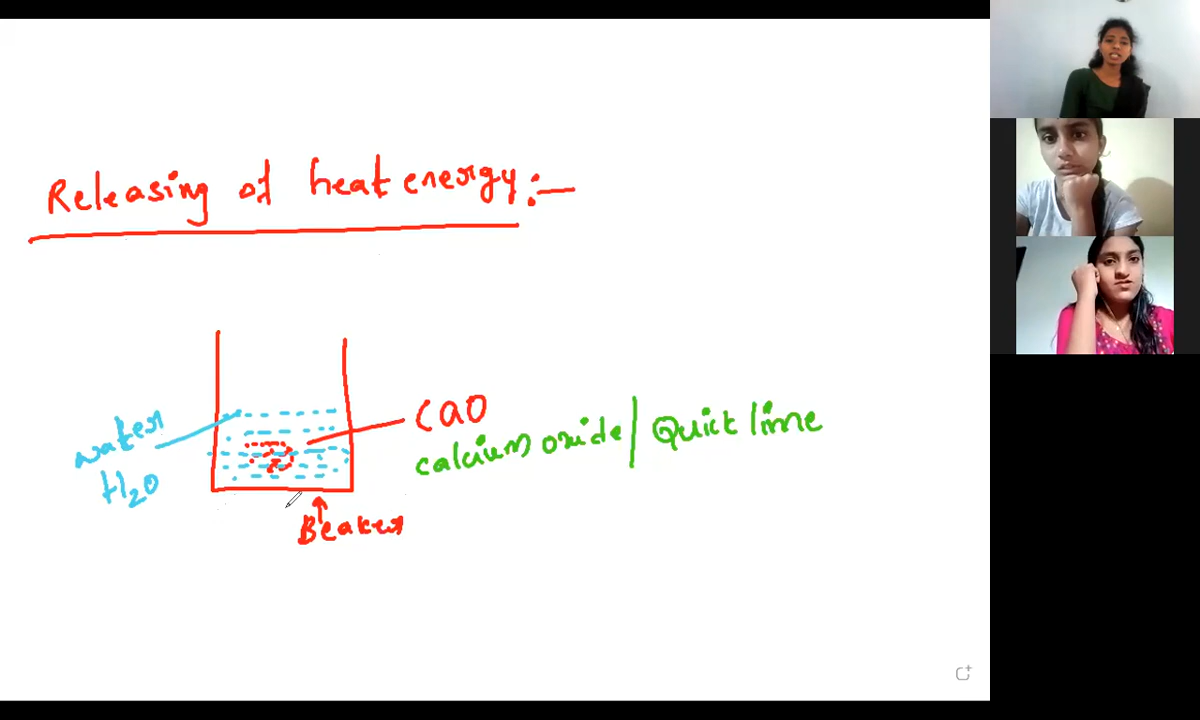 Releasing of heat energy:-
water
H₂O
CaO
calcium oxide/Quick lime
Beaker